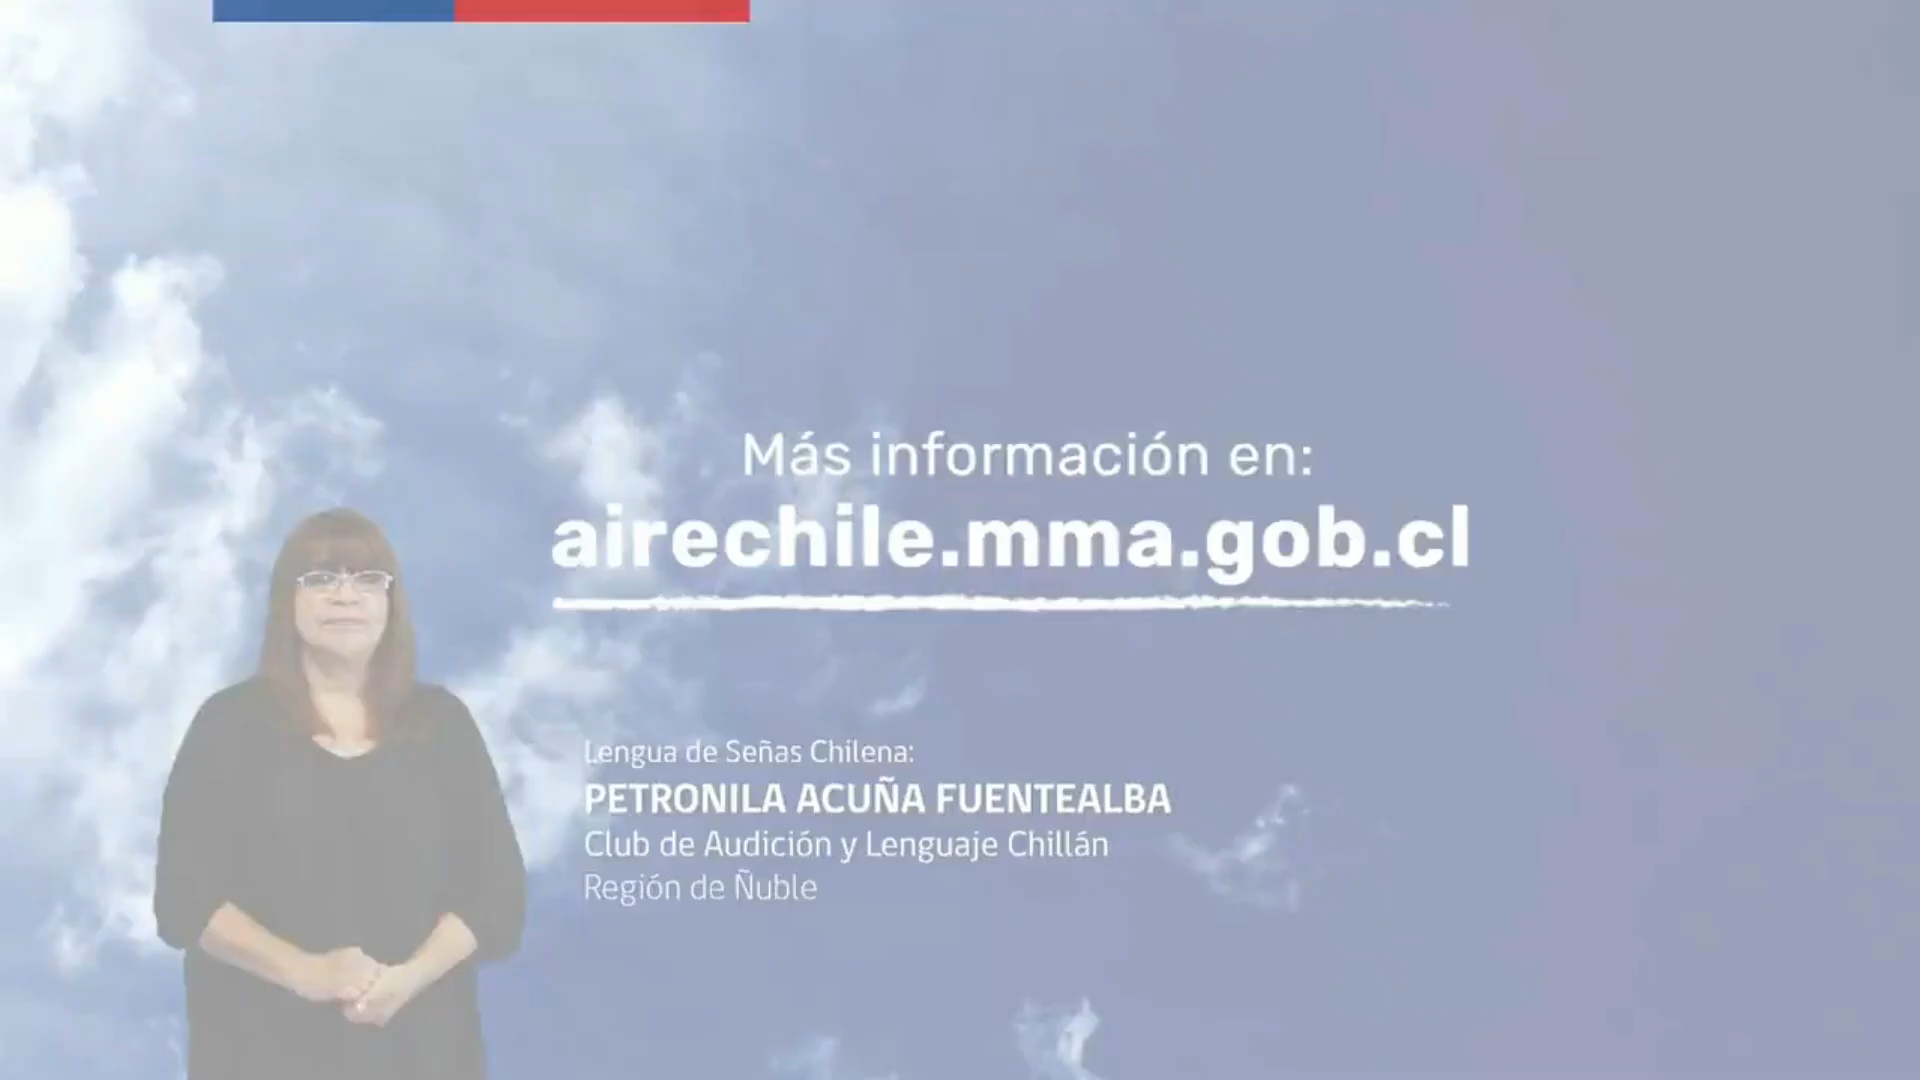 Más información en:
airechile.mma.gob.cl
Lengua de Señas Chilena:
PETRONILA ACUÑA FUENTEALBA
Club de Audición y Lenguaje Chillán
Región de Ñuble